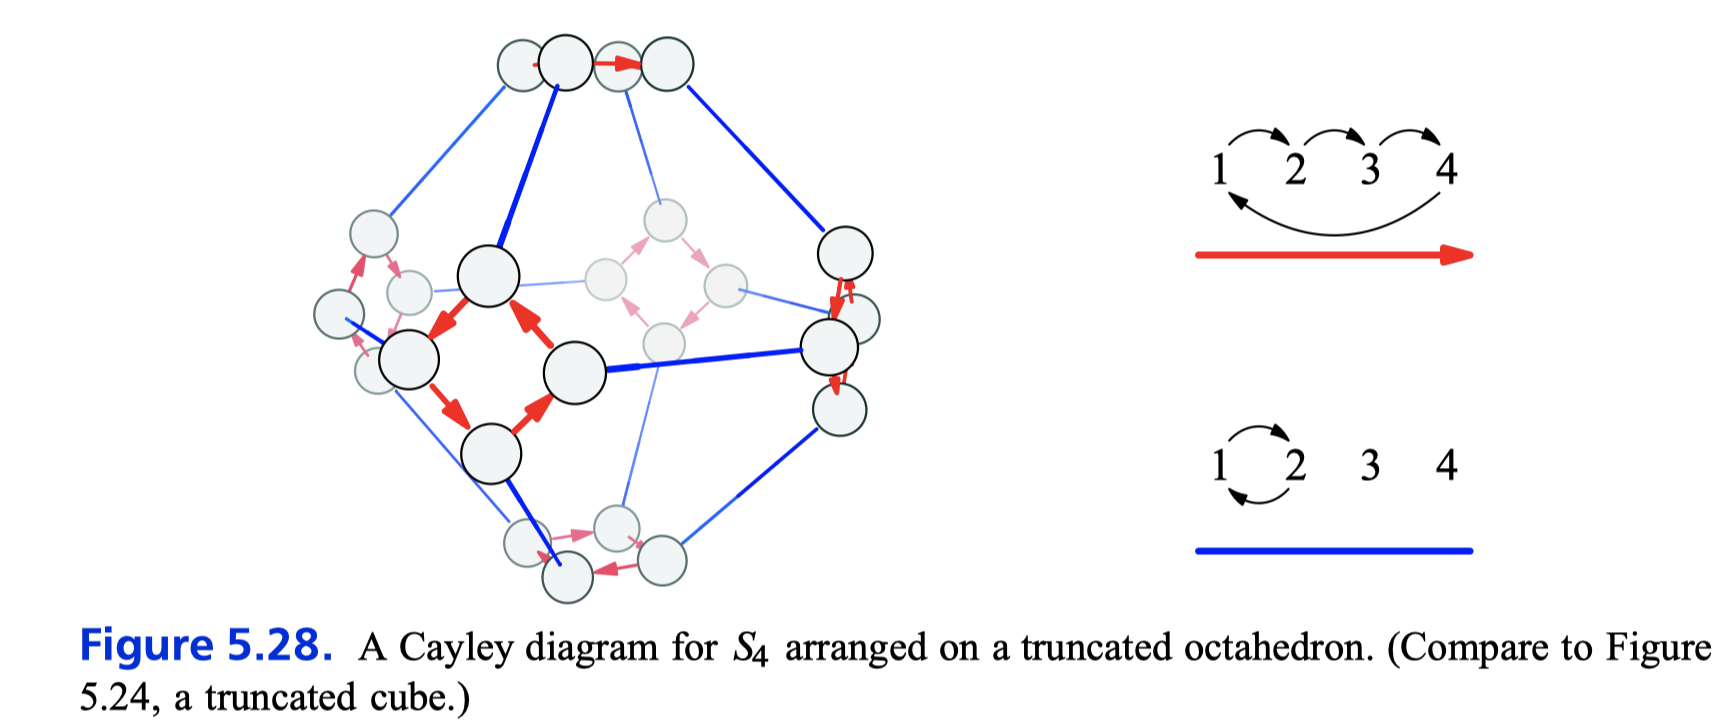 1 2 3 4
1 2 3 4
Figure 5.28. A Cayley diagram for S4 arranged on a truncated octahedron. (Compare to Figure
5.24, a truncated cube.)